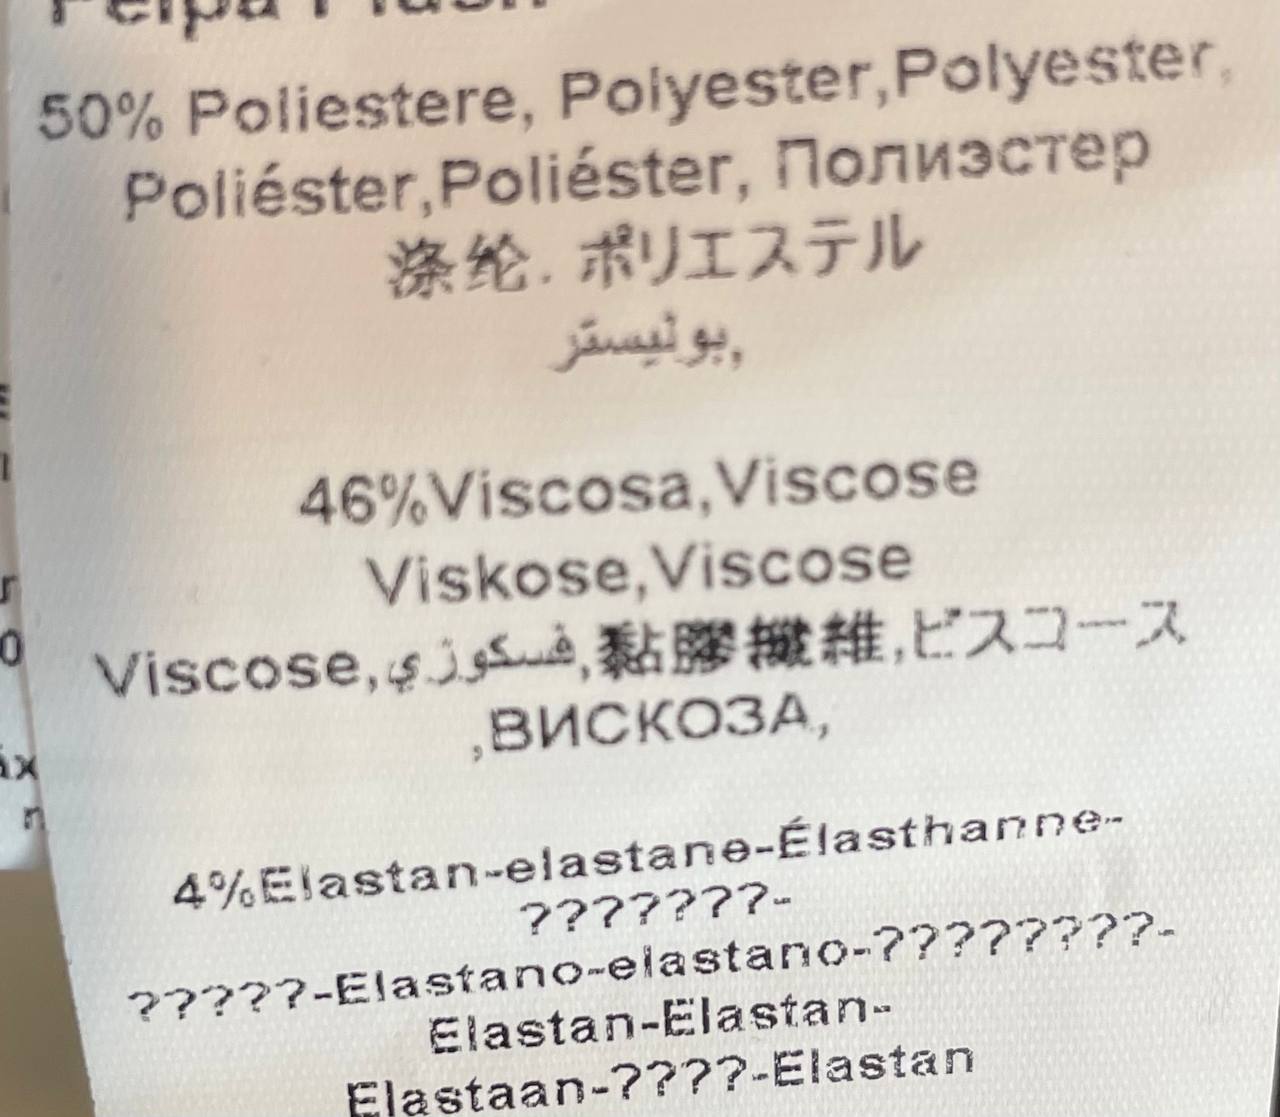 Felpa Plush
50% Poliestere, Polyester,Polyester,
Poliéster,Poliéster, Полиэстер
涤纶. ポリエステル
بوليستر,
46%Viscosa,Viscose
Viskose,Viscose
Viscose,فسكوزي,黏膠纖維,ビスコース
,ВИСКОЗА,
4%Elastan-elastane-Élasthanne-
???????-
?????-Elastano-elastano-????????-
Elastan-Elastan-
Elastaan-????-Elastan